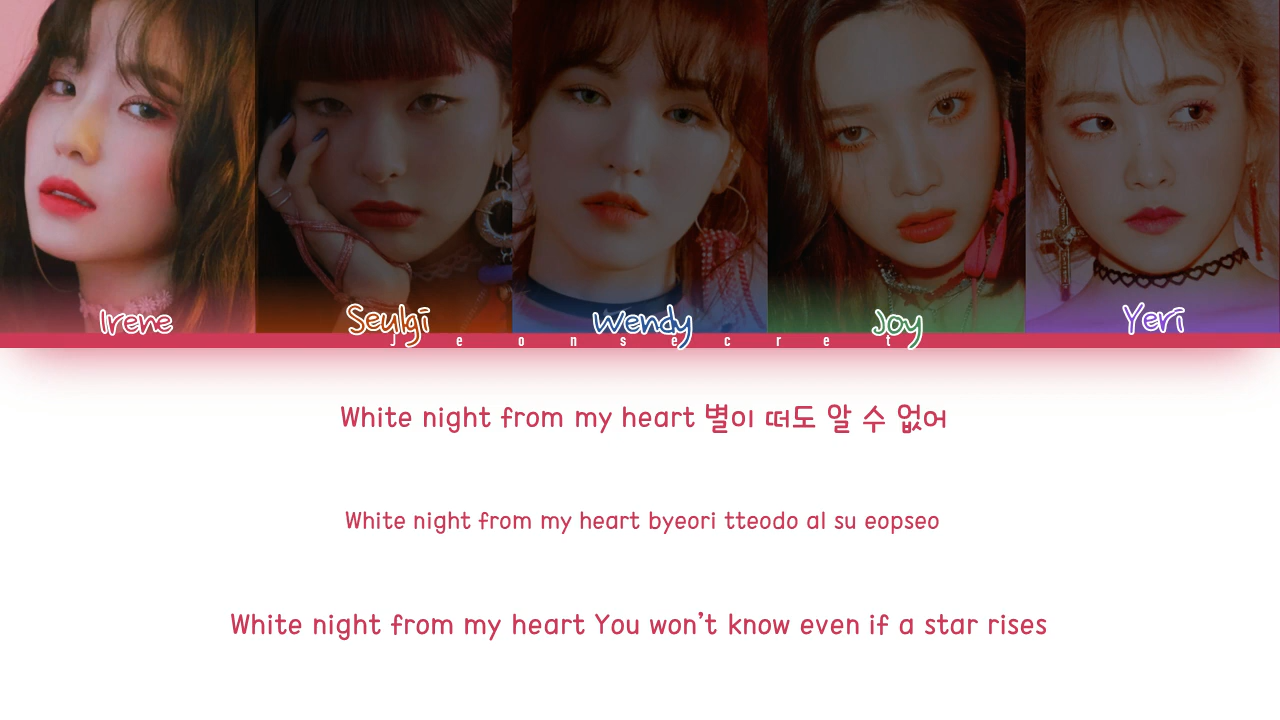 Irene Seulgi Wendy Joy Yeri
jeonsecret
White night from my heart 별이 떠도 알 수 없어
White night from my heart byeori tteodo al su eopseo
White night from my heart You won't know even if a star rises